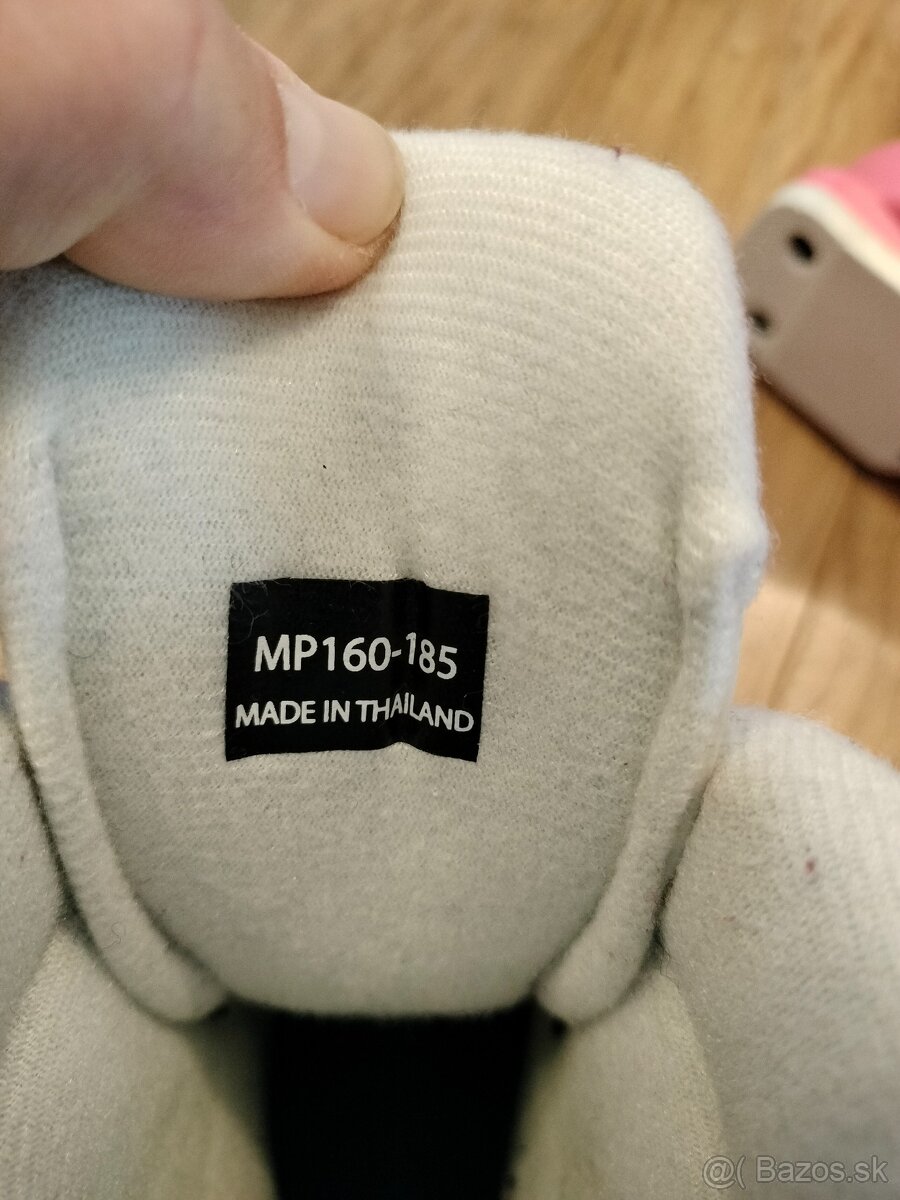 MP160-185
MADE IN THAILAND
@( Bazos.sk